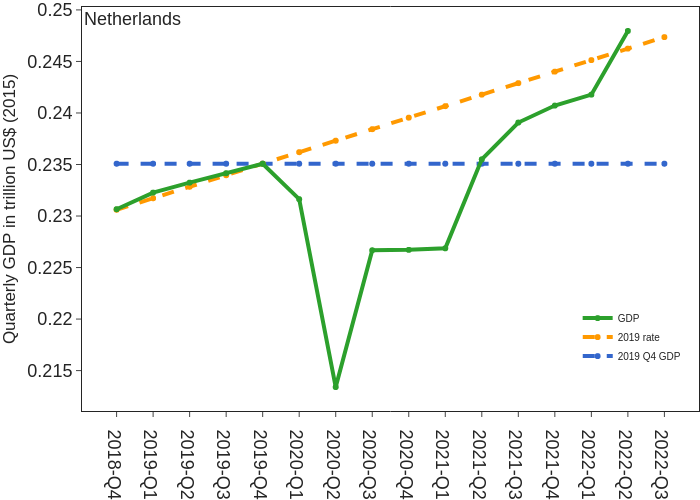 Netherlands
Quarterly GDP in trillion US$ (2015)
0.25
0.245
0.24
0.235
0.23
0.225
0.22
0.215
GDP
2019 rate
2019 Q4 GDP
2018-Q4
2019-Q1
2019-Q2
2019-Q3
2019-Q4
2020-Q1
2020-Q2
2020-Q3
2020-Q4
2021-Q1
2021-Q2
2021-Q3
2021-Q4
2022-Q1
2022-Q2
2022-Q3